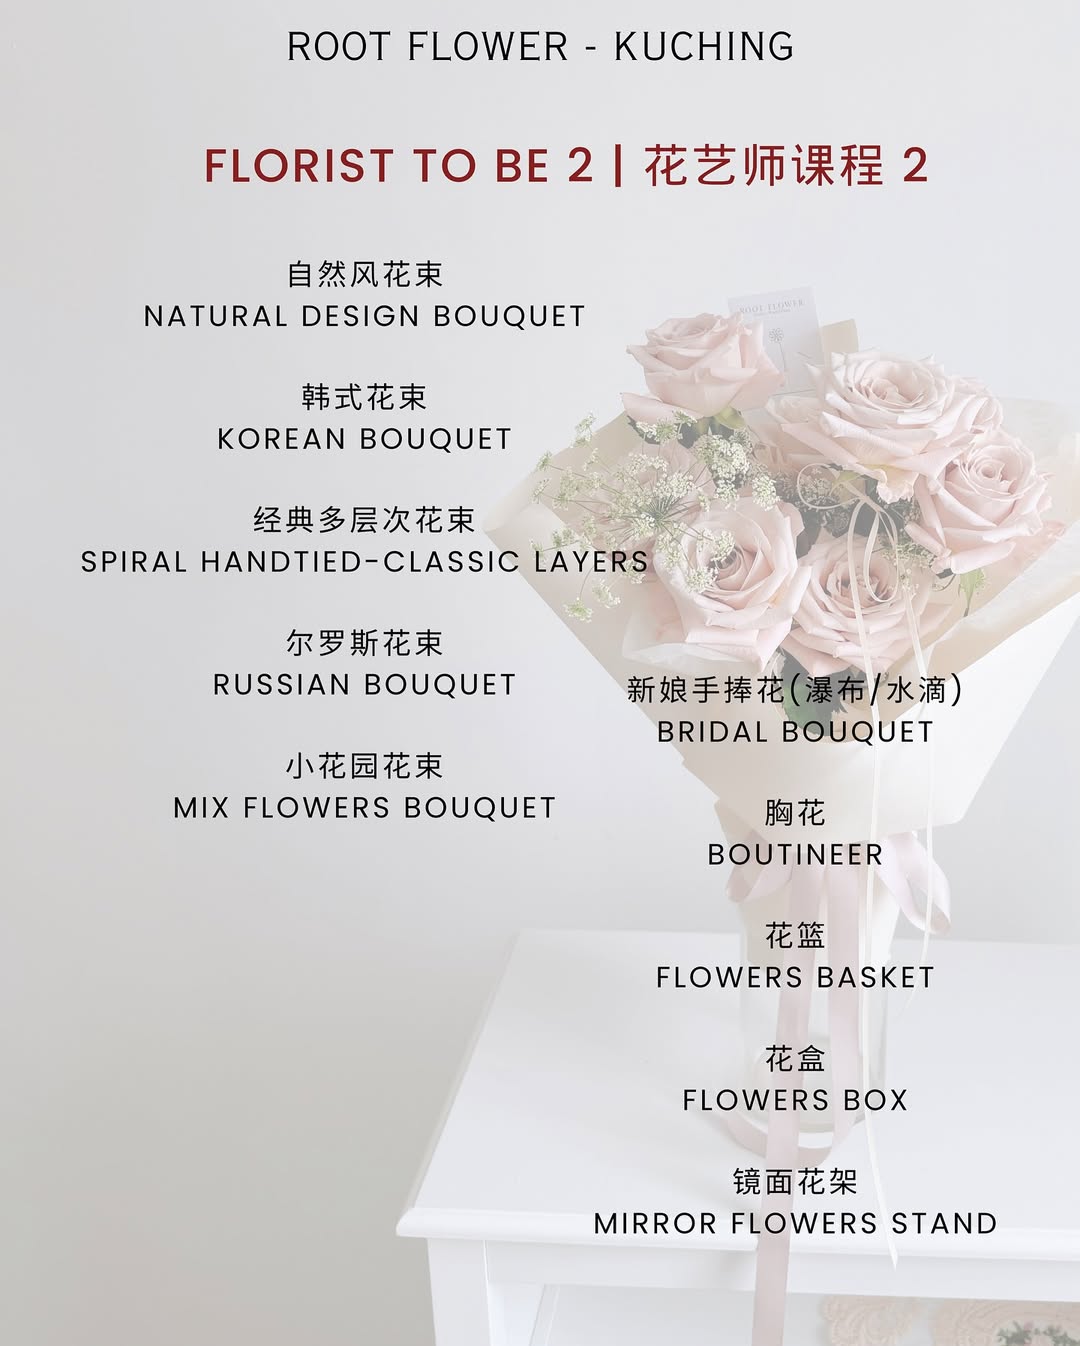 ROOT FLOWER - KUCHING
FLORIST TO BE 2 | 花艺师课程 2
自然风花束
NATURAL DESIGN BOUQUET
韩式花束
KOREAN BOUQUET
经典多层次花束
SPIRAL HANDTIED-CLASSIC LAYERS
尔罗斯花束
RUSSIAN BOUQUET
小花园花束
MIX FLOWERS BOUQUET
ROOT FLOWER
新娘手捧花(瀑布/水滴)
BRIDAL BOUQUET
胸花
BOUTINEER
花篮
FLOWERS BASKET
花盒
FLOWERS BOX
镜面花架
MIRROR FLOWERS STAND